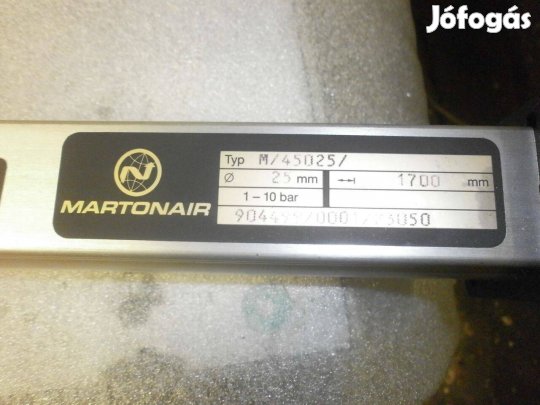 Jófogás
Typ M/45025/
Ø 25 mm 1700 mm
1-10 bar
MARTONAIR